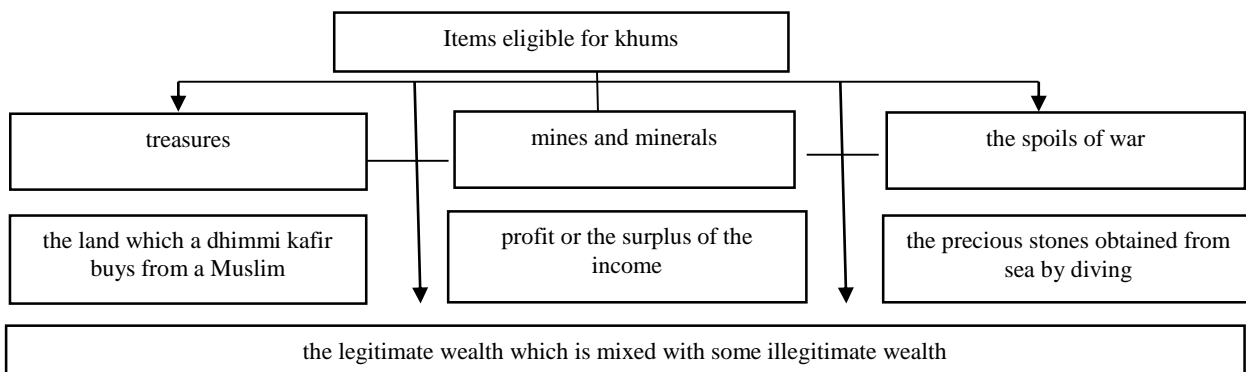 Items eligible for khums
treasures
mines and minerals
the spoils of war
the land which a dhimmi kafir
buys from a Muslim
profit or the surplus of the
income
the precious stones obtained from
sea by diving
the legitimate wealth which is mixed with some illegitimate wealth